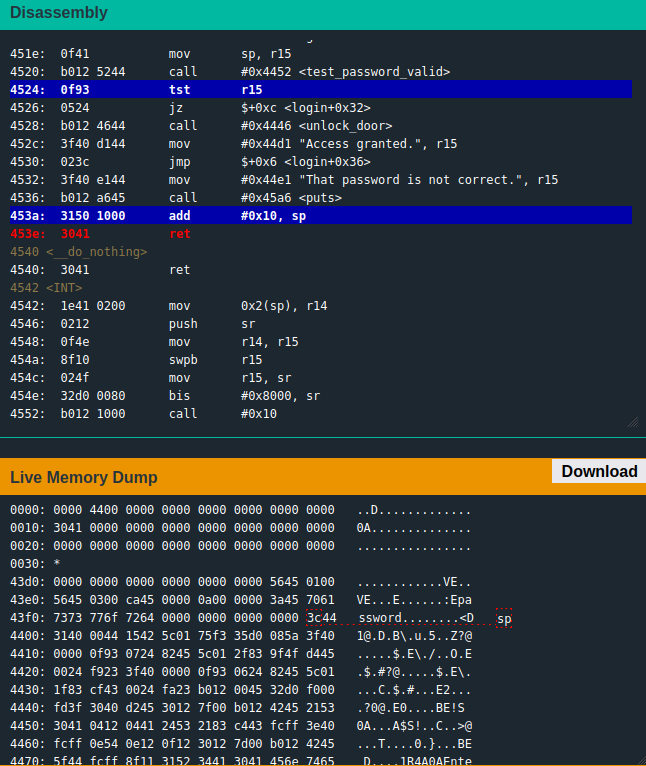 Disassembly
451e: 0f41 mov sp, r15
4520: b012 5244 call #0x4452 <test_password_valid>
4524: 0f93 tst r15
4526: 0524 jz $+0xc <login+0x32>
4528: b012 4644 call #0x4446 <unlock_door>
452c: 3f40 d144 mov #0x44d1 "Access granted.", r15
4530: 023c jmp $+0x6 <login+0x36>
4532: 3f40 e144 mov #0x44e1 "That password is not correct.", r15
4536: b012 a645 call #0x45a6 <puts>
453a: 3150 1000 add #0x10, sp
453e: 3041 ret
4540 <__do_nothing>
4540: 3041 ret
4542 <INT>
4542: 1e41 0200 mov 0x2(sp), r14
4546: 0212 push sr
4548: 0f4e mov r14, r15
454a: 8f10 swpb r15
454c: 024f mov r15, sr
454e: 32d0 0080 bis #0x8000, sr
4552: b012 1000 call #0x10
Live Memory Dump
Download
0000: 0000 4400 0000 0000 0000 0000 0000 0000 ..D.............
0010: 3041 0000 0000 0000 0000 0000 0000 0000 0A..............
0020: 0000 0000 0000 0000 0000 0000 0000 0000 ................
0030: *
43d0: 0000 0000 0000 0000 0000 0000 5645 0100 ............VE..
43e0: 5645 0300 ca45 0000 0a00 0000 3a45 7061 VE...E......:Epa
43f0: 7373 776f 7264 0000 0000 0000 0000 3c44 ssword........<D sp
4400: 3140 0044 1542 5c01 75f3 35d0 085a 3f40 1@.D.B\.u.5..Z?@
4410: 0000 0f93 0724 8245 5c01 2f83 9f4f d445 .....$.E\./..O.E
4420: 0024 f923 3f40 0000 0f93 0624 8245 5c01 .$.#?@.....$.E\.
4430: 1f83 cf43 0024 fa23 b012 0045 32d0 f000 ...C.$.#...E2...
4440: fd3f 3040 d245 3012 7f00 b012 4245 2153 .?0@.E0.....BE!S
4450: 3041 0412 0441 2453 2183 c443 fcff 3e40 0A...A$S!..C..>@
4460: fcff 0e54 0e12 0f12 3012 7d00 b012 4245 ...T....0.}...BE
4470: 5f44 fcff 8f11 3152 3441 3041 456e 7465 _D....1R4A0AEnte